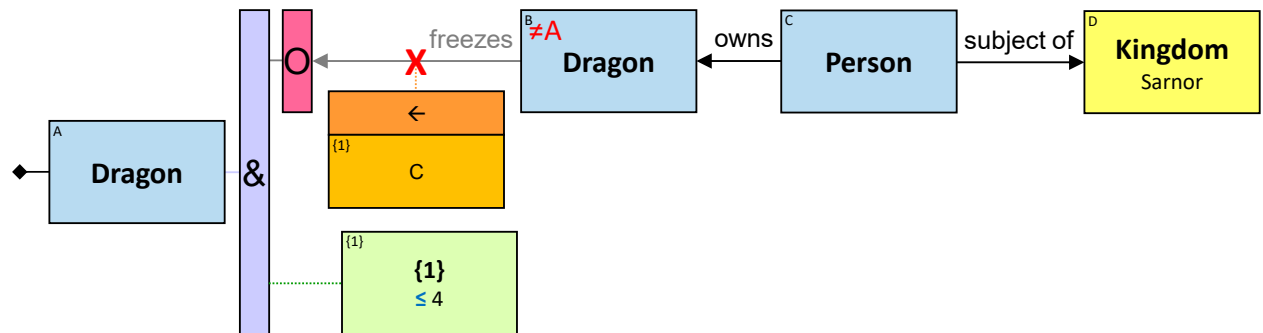 A
Dragon
&
O
X
freezes
B
≠A
Dragon
owns
C
Person
subject of
D
Kingdom
Sarnor
←
{1}
C
{1}
{1}
≤ 4